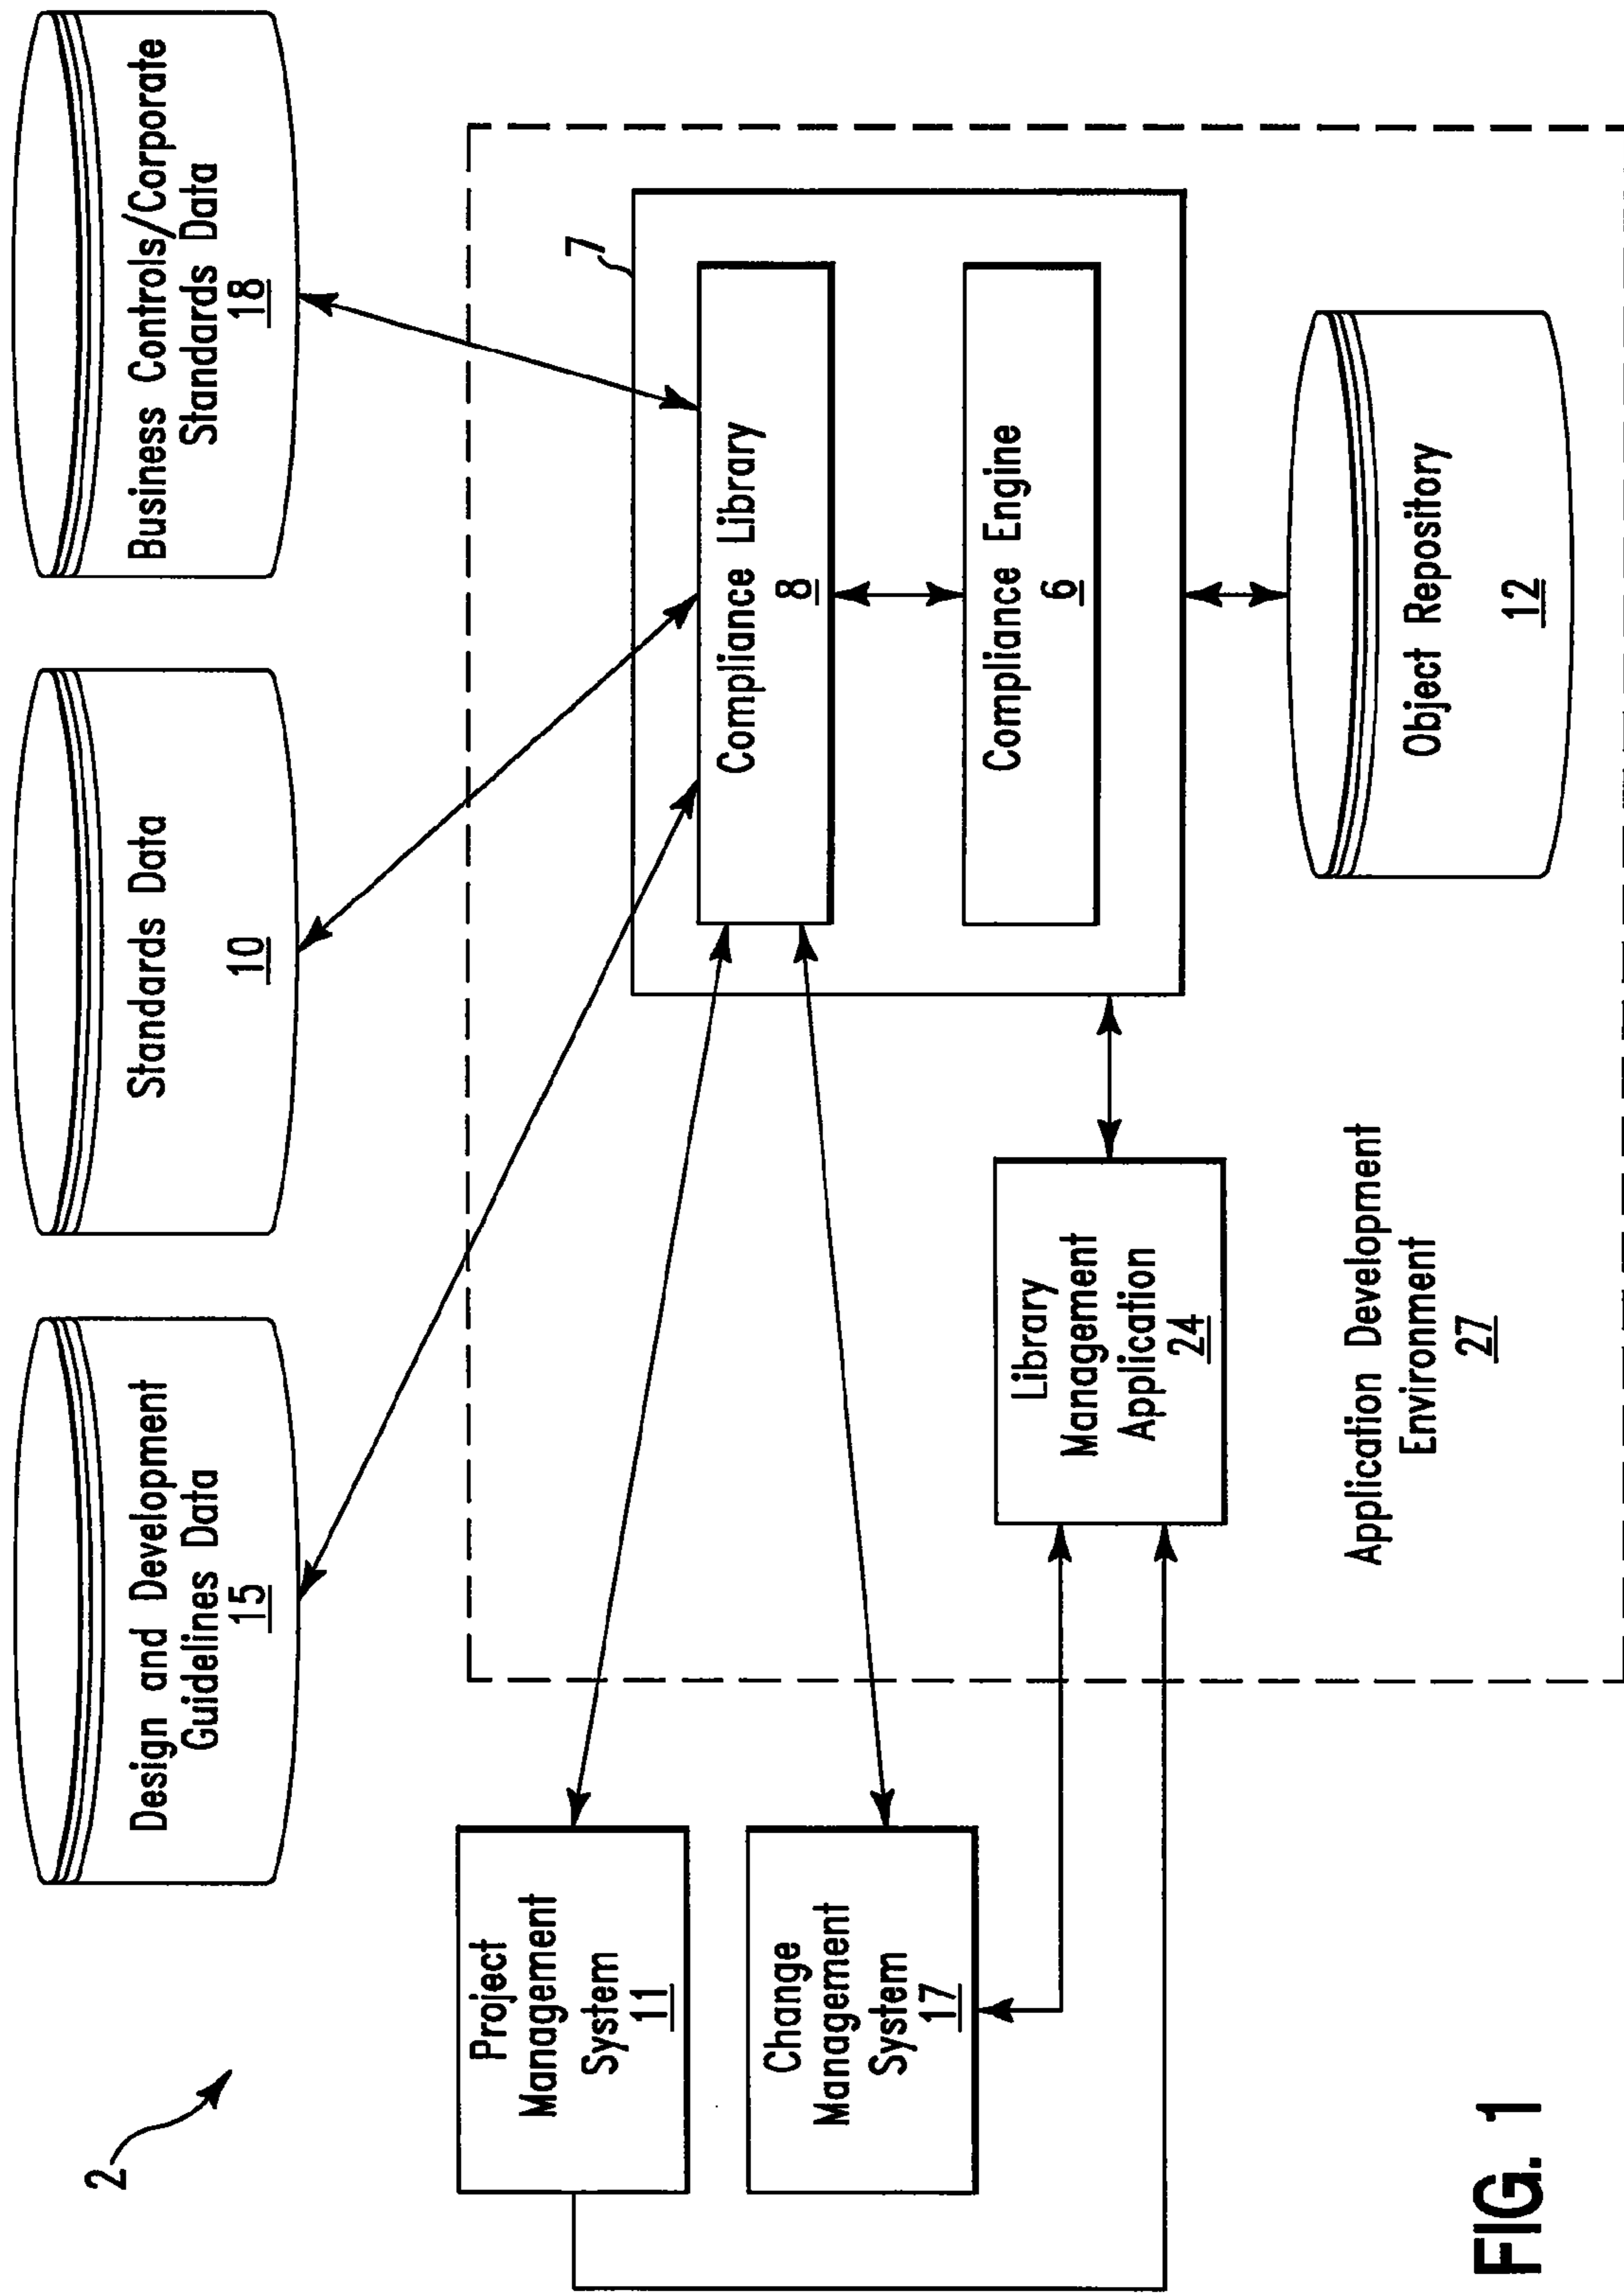 2
Design and Development
Guidelines Data
15
Standards Data
10
Business Controls/Corporate
Standards Data
18
Project
Management
System
11
Change
Management
System
17
7
Compliance Library
8
Compliance Engine
6
Library
Management
Application
24
Object Repository
12
Application Development
Environment
27
FIG. 1